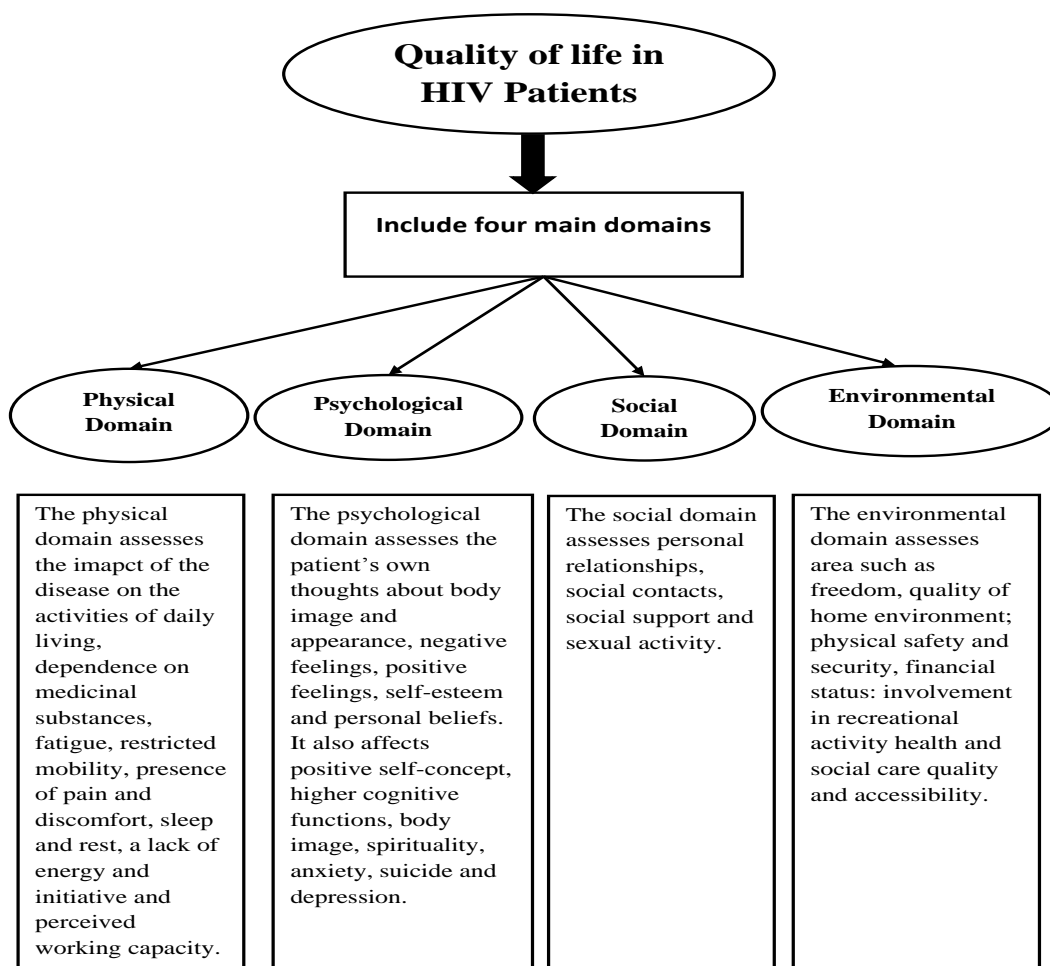 Quality of life in
HIV Patients
Include four main domains
Physical
Domain
Psychological
Domain
Social
Domain
Environmental
Domain
The physical
domain assesses
the imapct of the
disease on the
activities of daily
living,
dependence on
medicinal
substances,
fatigue, restricted
mobility, presence
of pain and
discomfort, sleep
and rest, a lack of
energy and
initiative and
perceived
working capacity.
The psychological
domain assesses the
patient’s own
thoughts about body
image and
appearance, negative
feelings, positive
feelings, self-esteem
and personal beliefs.
It also affects
positive self-concept,
higher cognitive
functions, body
image, spirituality,
anxiety, suicide and
depression.
The social domain
assesses personal
relationships,
social contacts,
social support and
sexual activity.
The environmental
domain assesses
area such as
freedom, quality of
home environment;
physical safety and
security, financial
status: involvement
in recreational
activity health and
social care quality
and accessibility.